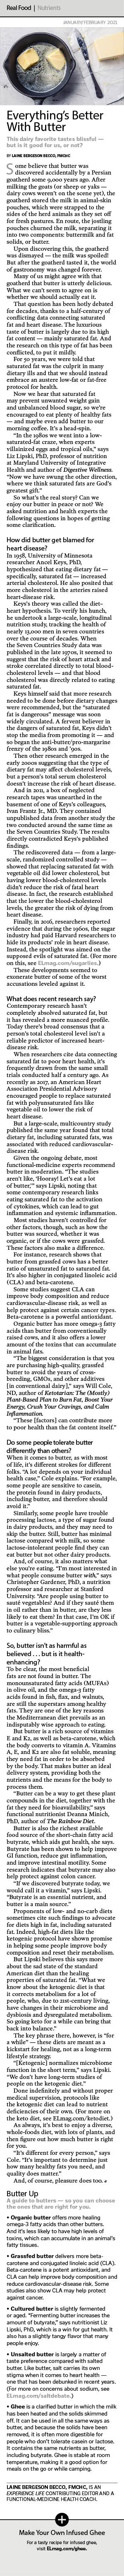 Real Food | Nutrients
JANUARY/FEBRUARY 2021
Everything's Better
With Butter
This dairy favorite tastes blissful —
but is it good for us, or not?
BY LAINE BERGESON BECCO, FMCHC
Some believe that butter was
discovered accidentally by a Persian
goatherd some 9,000 years ago. After
milking the goats (or sheep or yaks —
dairy cows weren't on the scene yet), the
goatherd stored the milk in animal-skin
pouches, which were strapped to the
sides of the herd animals as they set off
for fresh pastures. En route, the jostling
pouches churned the milk, separating it
into two components we today call fat
solids, or butter.
Upon discovering this, the goatherd
was dismayed — the milk was spoiled!
But after the goatherd tasted it, the world
of gastronomy was changed forever.
Many of us might agree with the
goatherd that butter is utterly delicious.
What we can't seem to agree on is
whether we should actually eat it.
That question has been hotly debated
for decades, thanks to a half-century of
conflicting data connecting saturated
fat and heart disease. The luxurious
taste of butter is largely due to its high
fat content — mainly saturated fat. And
the research on this type of fat has been
conflicted, to put it mildly.
For 50 years, we were told that
saturated fat was the culprit in many
dietary ills and that we should instead
embrace an array of low-fat or fat-free
substitutes for health.
Now we hear that saturated fat
may prevent unwanted weight gain
and unbalanced blood sugar, so we're
encouraged to eat plenty of healthy fats
— and maybe even add butter to our
morning coffee. It's a head-spin.
"In the 1980s we went into a low-
saturated-fat craze, when we were
villainizing eggs and tropical oils," says
Liz Lipski, PhD, professor of nutrition
at Maryland University of Integrative
Health and author of Digestive Wellness.
"Now we have swung the other direction,
where we think saturated fats are God's
greatest gift."
So what's the real story? Can we
enjoy our butter in peace or not? We
asked nutrition and health experts the
following questions in hopes of getting
some clarification.
How did butter get blamed for
heart disease?
In 1958, University of Minnesota
researcher Ancel Keys, PhD,
hypothesized that eating dietary fat —
specifically, saturated fat — increased
arterial cholesterol. He also posited that
more cholesterol in the arteries raised
heart-disease risk.
Keys's theory was called the diet–
heart hypothesis. To verify his hunch,
he undertook a large-scale, longitudinal
nutrition study, tracking the health of
nearly 13,000 men in seven countries
over the course of decades. When
the Seven Countries Study data was
published in the late 1970s, it seemed to
suggest the risk of heart attack and
stroke correlated directly to total blood-
cholesterol levels — and that blood
cholesterol was directly related to eating
saturated fat.
Keys himself said that more research
needed to be done before dietary changes
were recommended, but the "saturated
fat is dangerous" message was soon
widely circulated. A former believer in
the dangers of saturated fats, Keys didn't
stop the media from promoting it — and
so began the anti-butter/pro-margarine
frenzy of the 1980s and '90s.
Then, other research emerged in the
early aughts suggesting that the type of
dietary fat in a person's meals doesn't
increase cholesterol; cholesterol also
doesn't increase the risk of heart disease.
And in 2013, a box of neglected
research tapes was unearthed in the
basement of one of Keys's colleagues,
Ivan Frantz Jr., MD. They contained
unpublished data from another study the
two conducted around the same time as
the Seven Countries Study. The results
directly contradicted Keys's published
findings.
The rediscovered data — from a large-
scale, randomized controlled study —
showed that replacing saturated fat with
vegetable oil did lower cholesterol, but
having lower blood-cholesterol levels
didn't reduce the risk of fatal heart
disease. In fact, the research established
that the lower the blood-cholesterol
levels, the greater the risk of dying from
heart disease.
Finally, in 2016, researchers reported
evidence that during the 1960s, the sugar
industry had paid Harvard researchers to
hide its products' role in heart disease.
Instead, the spotlight was aimed on the
supposed evils of saturated fat. (For more
on this, see ELmag.com/sugarlies.)
These developments seemed to
exonerate butter of some of the worst
accusations leveled against it.
What does recent research say?
Contemporary research hasn't
completely absolved saturated fat, but
it has afforded it a more nuanced profile.
Today there's broad consensus that a
person's total cholesterol level isn't a
reliable predictor of increased heart-
disease risk.
When researchers cite data connecting
saturated fat to poor heart health, it's
frequently drawn from the same small
trials conducted half a century ago. As
recently as 2017, an American Heart
Association Presidential Advisory
encouraged people to replace saturated
fat with polyunsaturated fats like
vegetable oil to lower the risk of
heart disease.
But a large-scale, multicountry study
published the same year found that total
dietary fat, including saturated fats, was
not associated with cardiovascular-
disease risk.
Given the ongoing debate, most
functional-medicine experts recommend
butter in moderation. "The studies
aren't like, 'Hooray! Let's eat a lot
of butter,'" says Lipski, noting that
some contemporary research links
eating saturated fat to the development
of cytokines, which can lead to gut
inflammation and systemic inflammation.
Most studies haven't controlled for
other factors, though, such as how the
butter is produced, whether it was
organic, or if the cows were grassfed.
These factors also make a difference.
For instance, research shows that
butter from grassfed cows has a better
ratio of unsaturated to saturated fat.
It's also higher in conjugated linoleic acid
(CLA) and beta-carotene.
Some studies suggest CLA can
improve body composition and reduce
cardiovascular-disease risk, as well as
protect against certain cancer types.
Beta-carotene is a powerful antioxidant.
Organic butter has more omega-3 fatty
acids than butter from conventionally
raised cows, and it also offers a lower
amount of the toxins that can accumulate
in animal fats.
"The biggest consideration is that you
are purchasing high-quality, grassfed
butter to avoid the years of cross-
breeding, GMOs, and other additives
[in conventional dairy]," says Will Cole,
ND, author of Ketotarian: The (Mostly)
Plant-Based Plan to Burn Fat, Boost Your
Energy, Crush Your Cravings, and Calm
Inflammation.
"These [factors] can contribute more
to poor health than the fat content itself."
Do some people tolerate butter
differently than others?
When it comes to butter, as with most
of life, it's different strokes for different
folks. "A lot depends on your individual
health case," Cole explains. "For example,
some people are sensitive to casein,
the protein found in dairy products,
including butter, and therefore should
avoid it."
Similarly, some people have trouble
processing lactose, a type of sugar found
in dairy products, and they may need to
skip the butter. Still, butter has minimal
lactose compared with milk, so many
lactose-intolerant people find they can
eat butter but not other dairy products.
And, of course, it also matters what
else you're eating. "I'm most interested in
what people consume butter with," says
Christopher Gardner, PhD, a nutrition
scientist and researcher at Stanford
University. "Are people using butter to
sauté vegetables? And if they don't have
butter in their skillet, are they less
likely to eat them? In that case, I'm OK if
butter is a vegetable-supporting approach
to culinary bliss."
So, butter isn't as harmful as
believed . . . but is it health-
enhancing?
To be clear, the most beneficial
fats are not found in butter. The
monounsaturated fatty acids (MUFAs)
in olive oil, and the omega-3 fatty
acids found in fish, flax, and walnuts,
are still the reigning superhealthy
fats. They are one of the key reasons
the Mediterranean diet prevails as an
indisputably wise approach to eating.
But butter is a rich source of vitamins
E and K2, as well as beta-carotene, which
the body converts to vitamin A. Vitamins
A, E, and K2 are also fat soluble, meaning
they need fat in order to be absorbed
by the body. That makes butter an ideal
delivery system, providing both the
nutrients and the means for the body to
process them.
"Butter can be a way to get these plant
compounds in the body, together with fat
they need for bioavailability," says
functional nutritionist Deanna Minich,
PhD, author of The Rainbow Diet.
Butter is also one of the richest available
food sources of the short-chain fatty acid
butyrate, which aids gut health, she says.
Butyrate has been shown to help improve
GI function, reduce gut inflammation,
and improve intestinal motility. Some
research indicates that butyrate may also
help protect against colon cancer.
"If we discovered butyrate today, we
would call it a vitamin," says Lipski.
"Butyrate is an essential nutrient, and
butter is its main source."
Proponents of low- and no-carb diets
commonly use such findings to advocate
for diets high in fat, including saturated
fat. Indeed, high-fat diets like the
ketogenic protocol have shown promise
in helping some people improve body
composition and reset their metabolism.
But Lipski believes this says more
about the sad state of the standard
American diet than the healing
properties of saturated fat. "What we
know about the ketogenic diet is that
it corrects metabolism for a lot of
people, who, due to 21st-century living,
have changes in their microbiome and
completely dysregulated metabolism.
So going keto for a while can bring that
back into balance."
The key phrase there, however, is "for
a while" — these diets are meant as a
kickstart for healing, not as a long-term
lifestyle strategy.
"[Ketogenic] normalizes microbiome
function in the short term," says Lipski.
"We don't have long-term studies of
people on the ketogenic diet."
Done indefinitely and without proper
medical supervision, protocols like
the ketogenic diet can lead to nutrient
deficiencies of their own. (For more on
the keto diet, see ELmag.com/ketodiet.)
As always, it's best to enjoy a diverse,
whole-foods diet, with lots of plants, and
then figure out how much butter is right
for you.
"It's different for every person," says
Cole. "It's important to determine just
how many healthy fats you need, and
quality does matter."
And, of course, pleasure does too.
Butter Up
A guide to butters — so you can choose
the ones that are right for you.
• Organic butter offers more healing
omega-3 fatty acids than other butters.
And it's less likely to have high levels of
toxins, which can accumulate in an animal's
fatty tissues.
• Grassfed butter delivers more beta-
carotene and conjugated linoleic acid (CLA).
Beta-carotene is a potent antioxidant, and
CLA can help improve body composition and
reduce cardiovascular-disease risk. Some
studies also show CLA may help protect
against cancer.
• Cultured butter is slightly fermented
or aged. "Fermenting butter increases the
amount of butyrate," says nutritionist Liz
Lipski, PhD, which is a win for gut health. It
also has a slightly tangy flavor that many
people enjoy.
• Unsalted butter is largely a matter of
taste preference compared with salted
butter. Like butter, salt carries its own
stigma when it comes to heart health —
one that has been debunked in recent years.
(For more on concerns about sodium, see
ELmag.com/saltdebate.)
• Ghee is a clarified butter in which the milk
has been heated and the solids skimmed
off. It can be used in all the same ways as
butter, and because the solids have been
removed, it is often more digestible for
people who don't tolerate casein or lactose.
It contains the same nutrients as butter,
including butyrate. Ghee is stable at room
temperature, making it a good option for
meals on the go or while camping.
LAINE BERGESON BECCO, FMCHC, IS AN
EXPERIENCE LIFE CONTRIBUTING EDITOR AND A
FUNCTIONAL-MEDICINE HEALTH COACH.
Make Your Own Infused Ghee
For a tasty recipe for infused ghee,
visit ELmag.com/ghee.